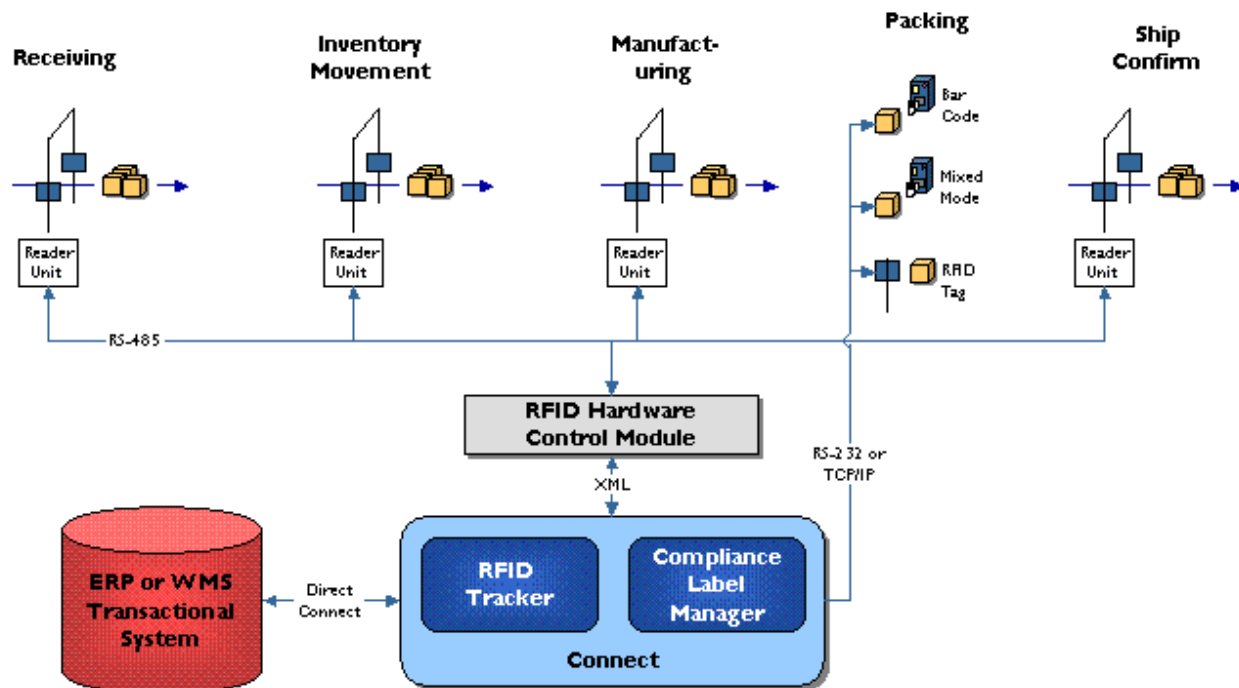 Receiving
Inventory
Movement
Manufact-
uring
Packing
Ship
Confirm
Bar
Code
Mixed
Mode
RFID
Tag
Reader
Unit
Reader
Unit
Reader
Unit
Reader
Unit
RS-485
RFID Hardware
Control Module
RS-232 or
TCP/IP
XML
ERP or WMS
Transactional
System
Direct
Connect
RFID
Tracker
Compliance
Label
Manager
Connect